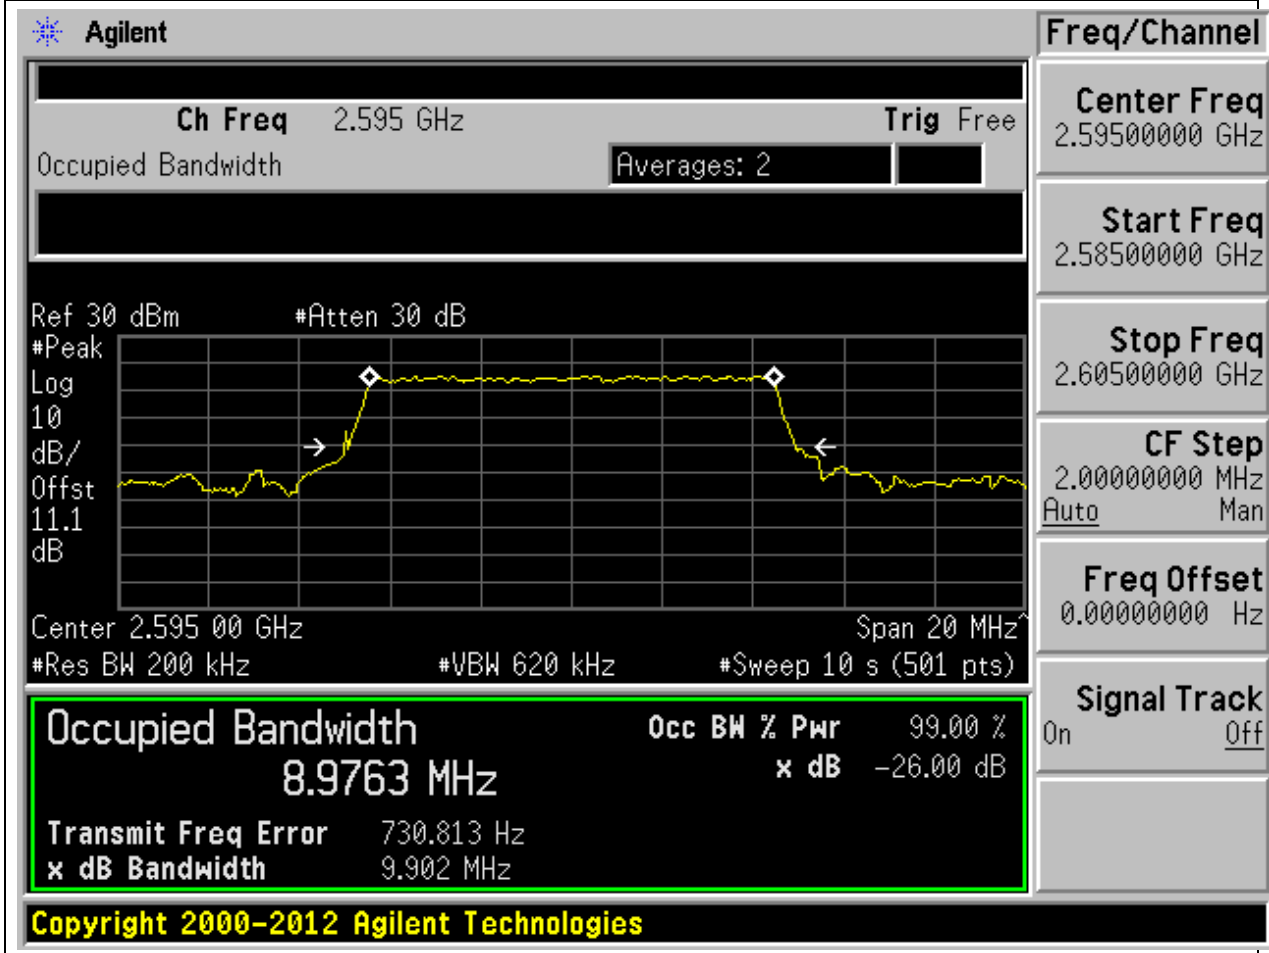 Agilent
Freq/Channel
Ch Freq 2.595 GHz Trig Free
Occupied Bandwidth Averages: 2
Center Freq
2.59500000 GHz
Start Freq
2.58500000 GHz
Stop Freq
2.60500000 GHz
CF Step
2.00000000 MHz
Auto Man
Freq Offset
0.00000000 Hz
Signal Track
On Off
Ref 30 dBm #Atten 30 dB
#Peak
Log
10
dB/
Offst
11.1
dB
Center 2.595 00 GHz Span 20 MHz^
#Res BW 200 kHz #VBW 620 kHz #Sweep 10 s (501 pts)
Occupied Bandwidth Occ BW % Pwr 99.00 %
8.9763 MHz x dB -26.00 dB
Transmit Freq Error 730.813 Hz
x dB Bandwidth 9.902 MHz
Copyright 2000-2012 Agilent Technologies